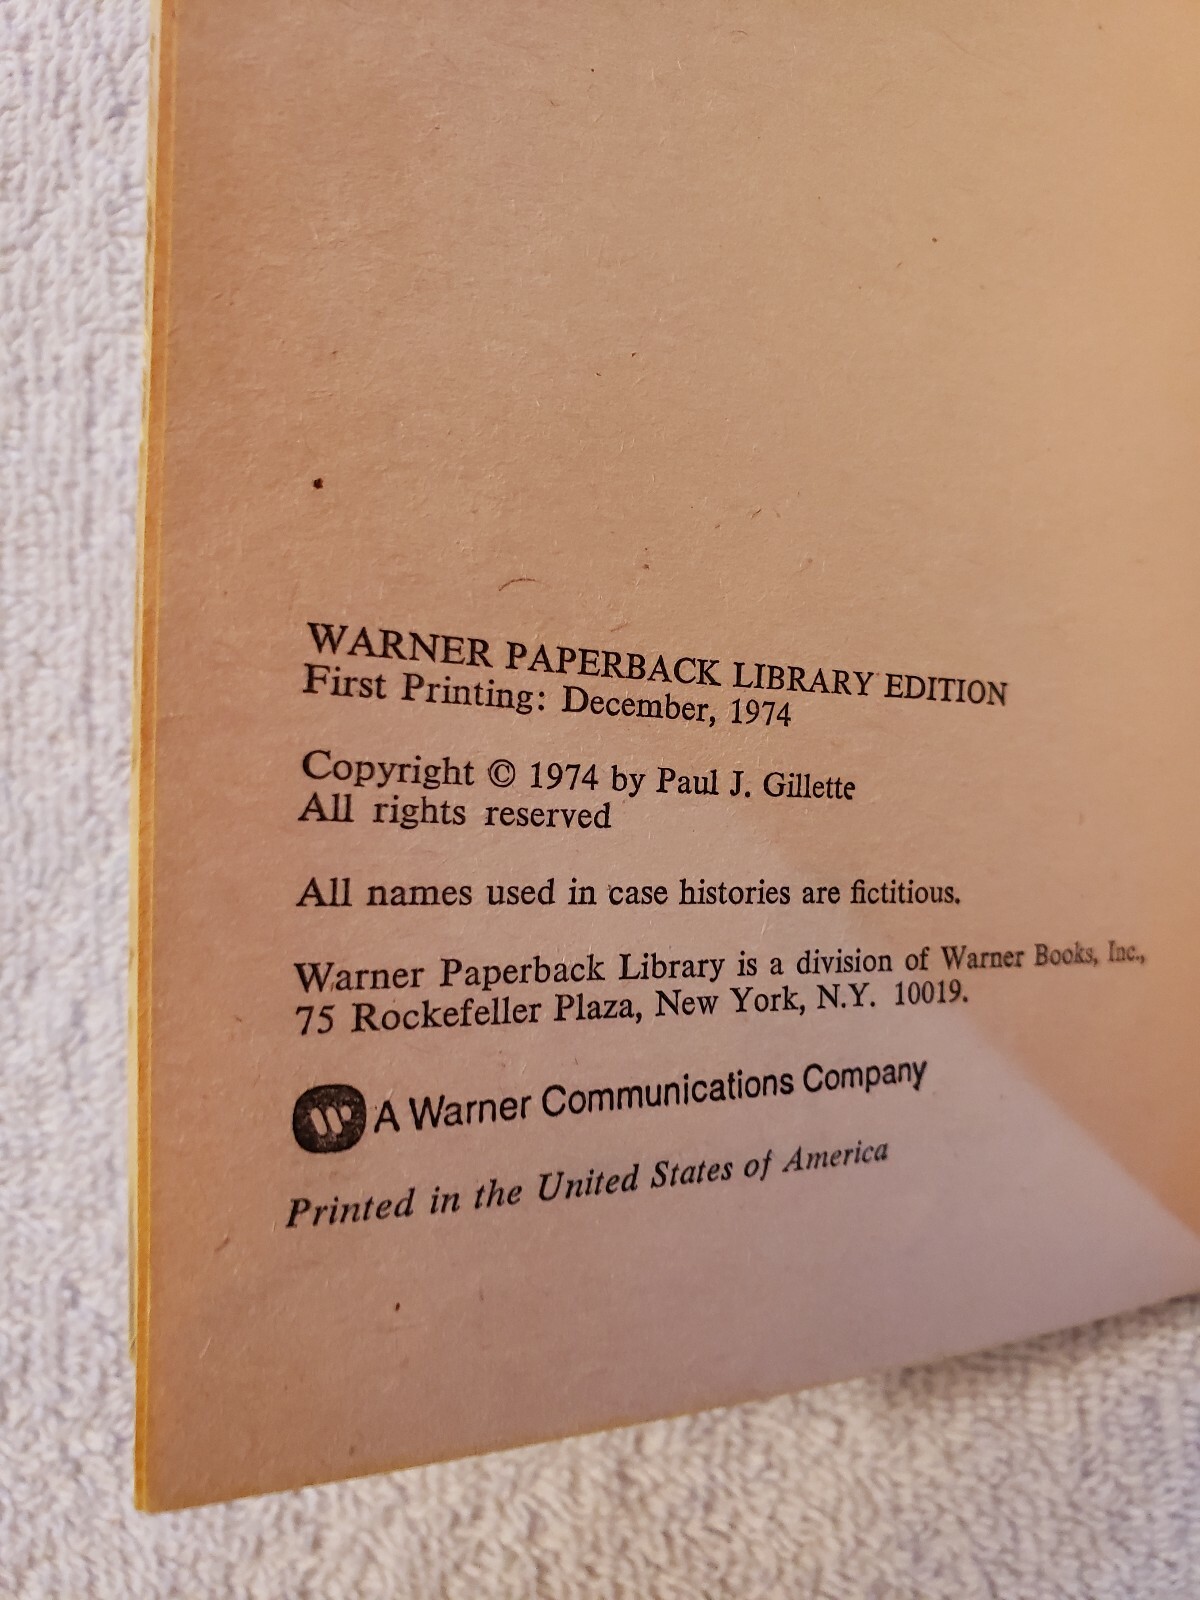 WARNER PAPERBACK LIBRARY EDITION
First Printing: December, 1974
Copyright © 1974 by Paul J. Gillette
All rights reserved
All names used in case histories are fictitious.
Warner Paperback Library is a division of Warner Books, Inc.,
75 Rockefeller Plaza, New York, N.Y. 10019.
A Warner Communications Company
Printed in the United States of America